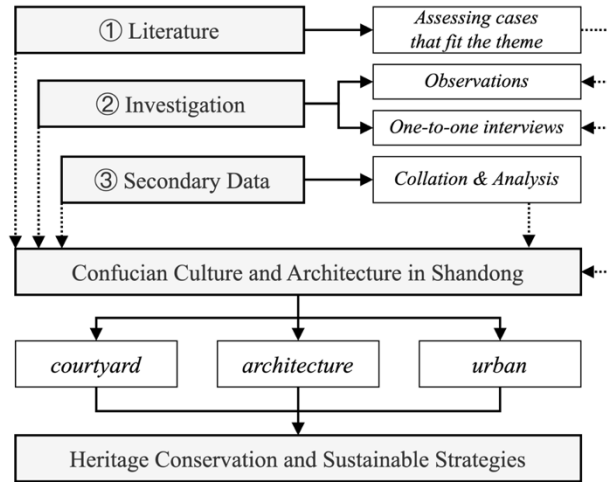 ① Literature
Assessing cases
that fit the theme
② Investigation
Observations
One-to-one interviews
③ Secondary Data
Collation & Analysis
Confucian Culture and Architecture in Shandong
courtyard
architecture
urban
Heritage Conservation and Sustainable Strategies